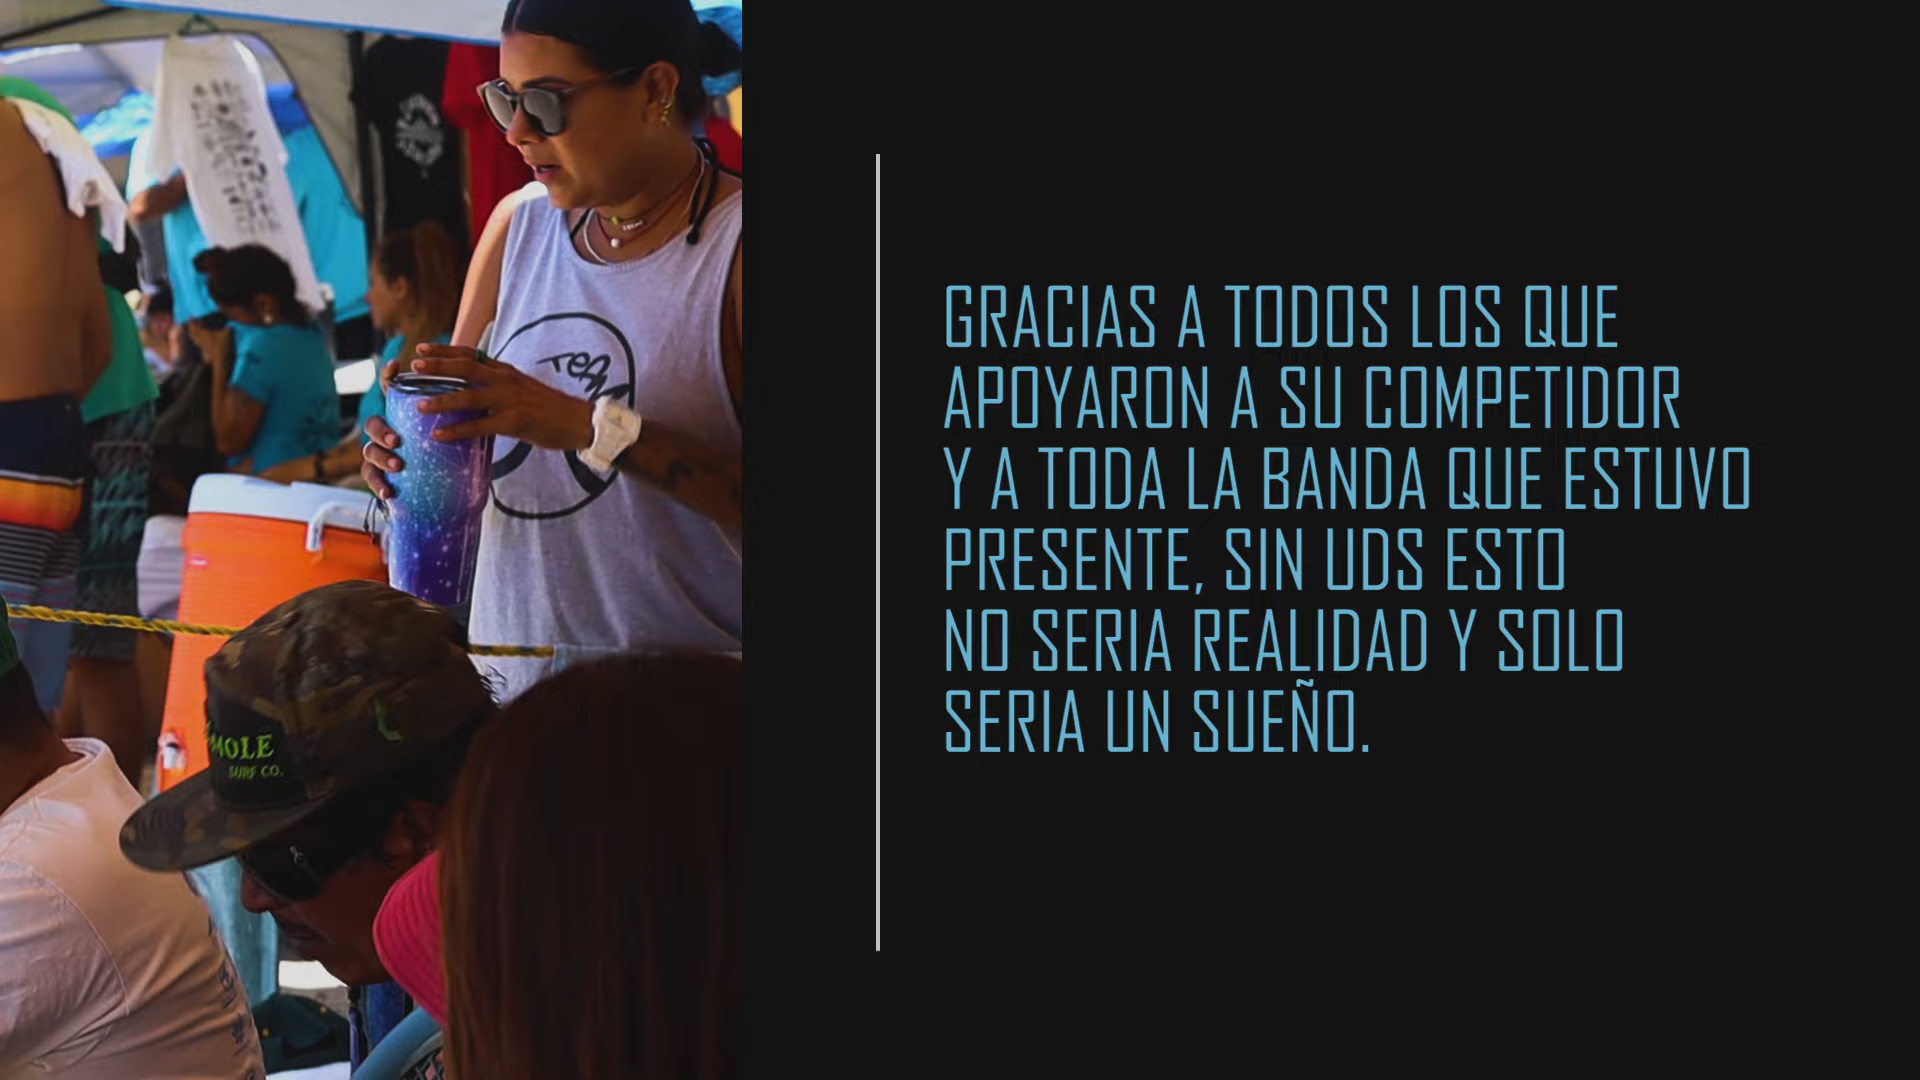 GRACIAS A TODOS LOS QUE
APOYARON A SU COMPETIDOR
Y A TODA LA BANDA QUE ESTUVO
PRESENTE, SIN UDS ESTO
NO SERIA REALIDAD Y SOLO
SERIA UN SUEÑO.
TEAM
MOLE
SURF CO.